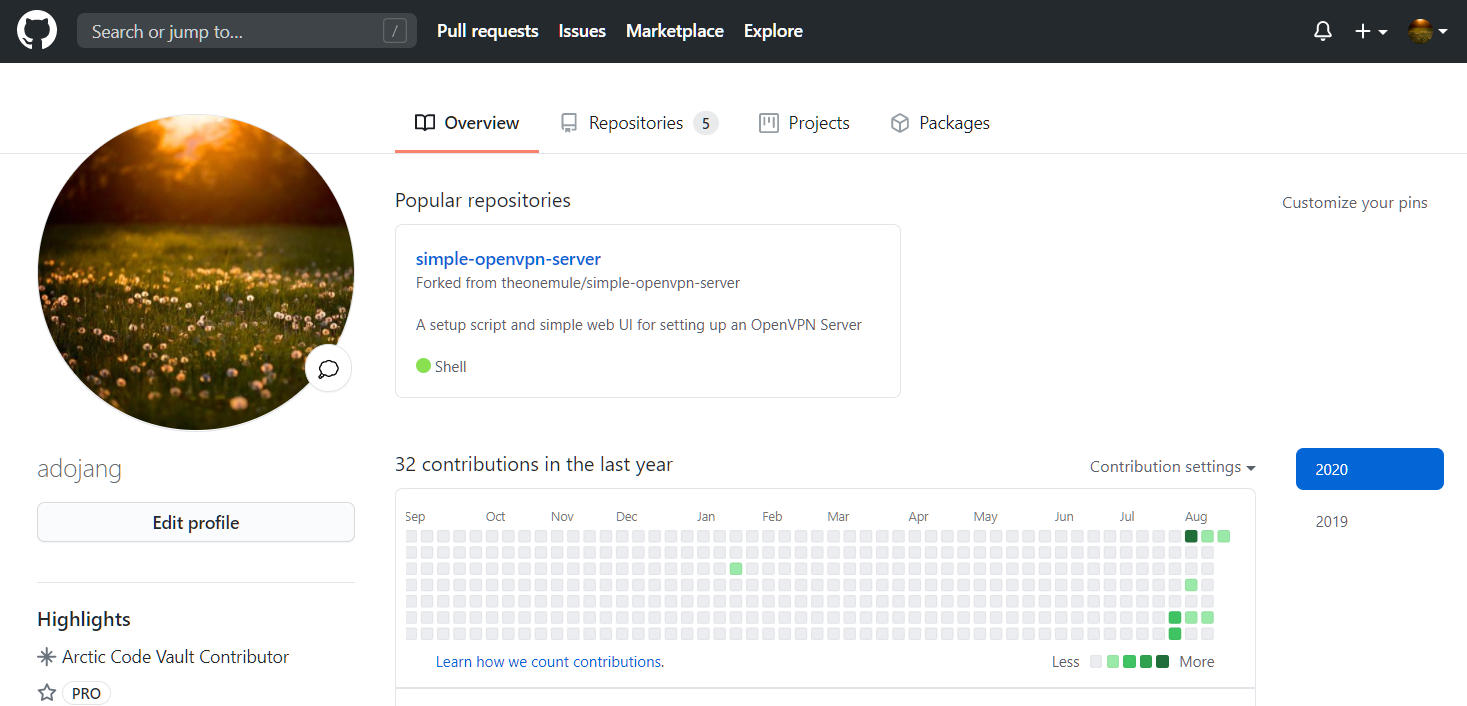 Search or jump to... / Pull requests Issues Marketplace Explore
Overview Repositories 5 Projects Packages
Popular repositories Customize your pins
simple-openvpn-server
Forked from theonemule/simple-openvpn-server
A setup script and simple web UI for setting up an OpenVPN Server
Shell
adojang
Edit profile
Highlights
Arctic Code Vault Contributor
PRO
32 contributions in the last year Contribution settings
Sep Oct Nov Dec Jan Feb Mar Apr May Jun Jul Aug
Learn how we count contributions. Less More
2020
2019